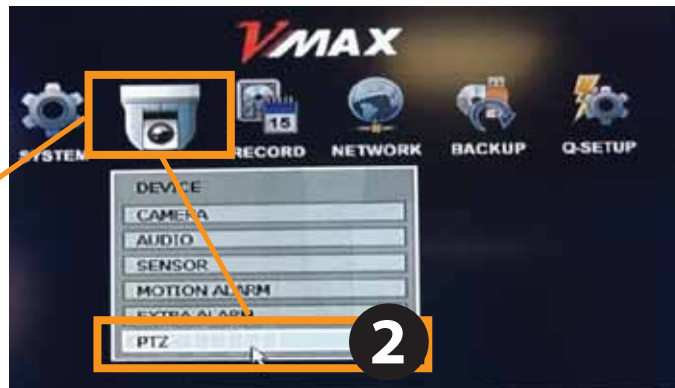 VMAX
15
SYSTEM RECORD NETWORK BACKUP Q-SETUP
DEVICE
CAMERA
AUDIO
SENSOR
MOTION ALARM
EXTRA ALARM
PTZ
2